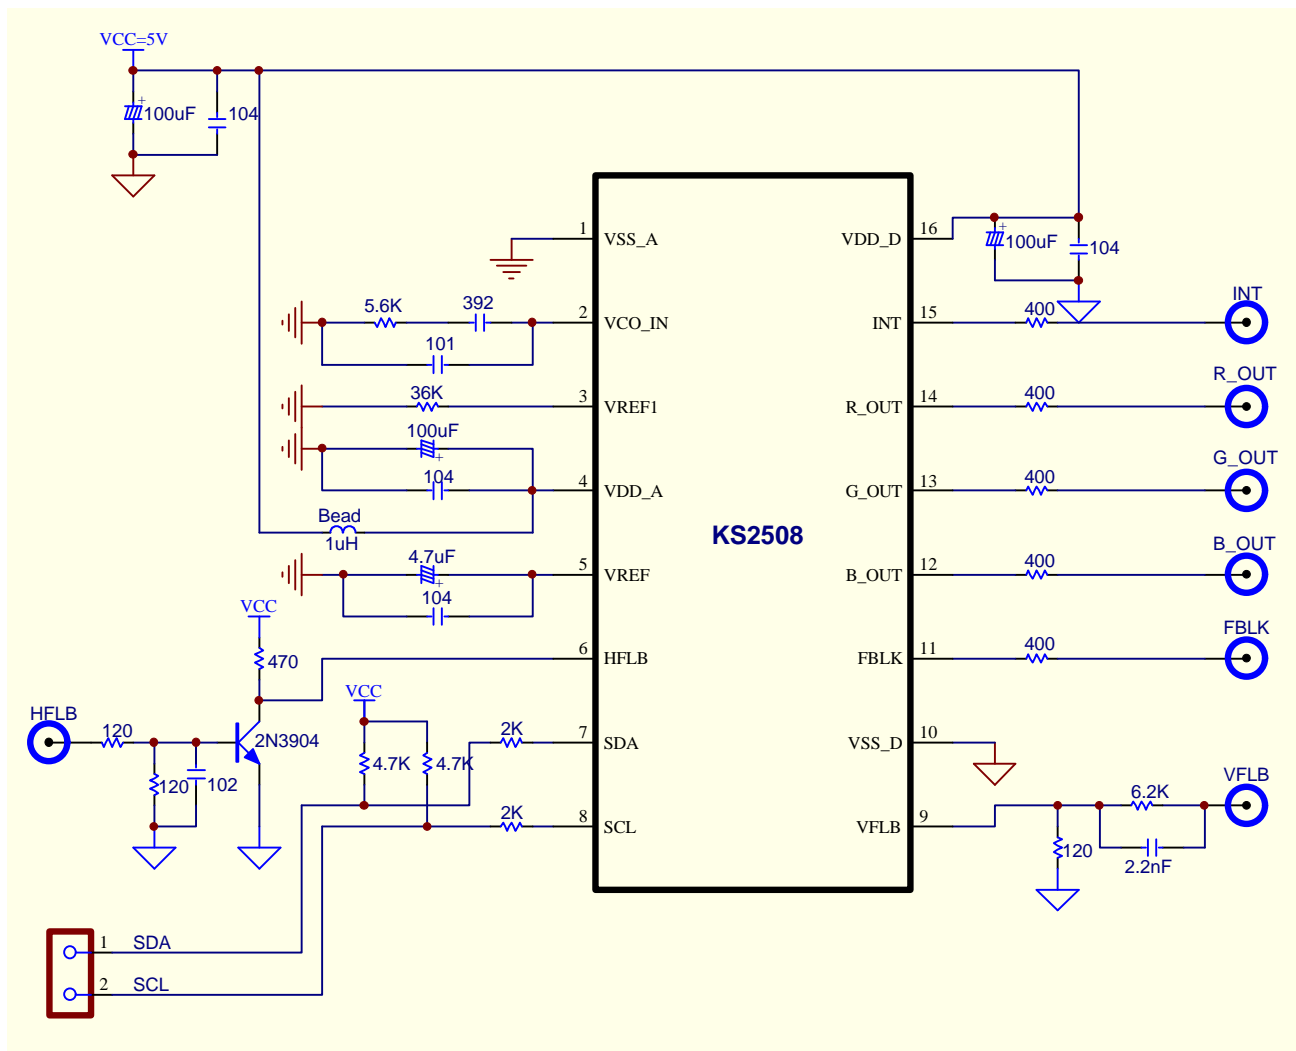 VCC=5V
+
100uF
104
1
VSS_A
VDD_D
16
+
100uF
104
INT
5.6K
392
2
VCO_IN
INT
15
400
101
R_OUT
36K
3
VREF1
R_OUT
14
400
100uF
+
G_OUT
104
4
VDD_A
G_OUT
13
400
Bead
1uH
KS2508
B_OUT
4.7uF
+
5
VREF
B_OUT
12
400
104
VCC
FBLK
470
6
HFLB
FBLK
11
400
VCC
HFLB
120
2N3904
2K
7
SDA
VSS_D
10
4.7K
4.7K
120
102
VFLB
6.2K
2K
8
SCL
VFLB
9
120
2.2nF
1
SDA
2
SCL